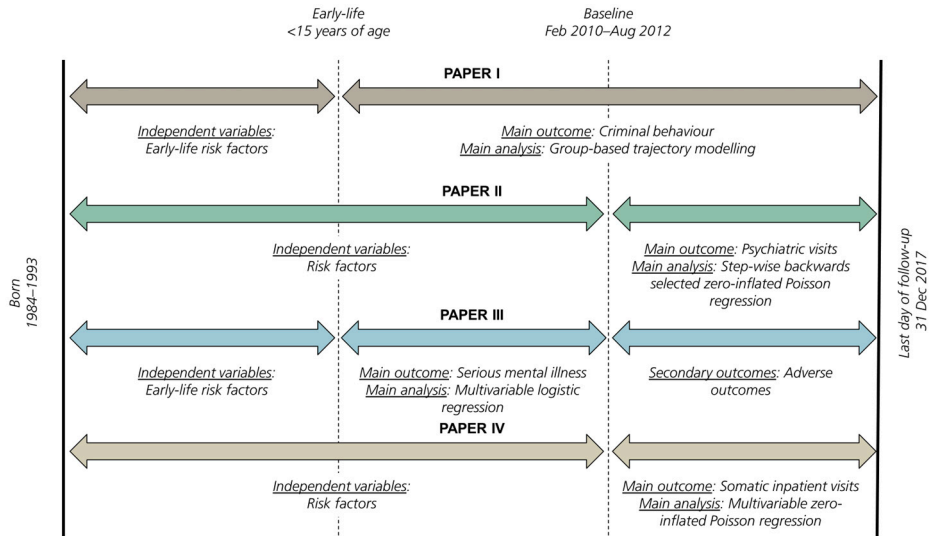 Early-life
<15 years of age
Baseline
Feb 2010–Aug 2012
Born
1984–1993
PAPER I
Independent variables:
Early-life risk factors
Main outcome: Criminal behaviour
Main analysis: Group-based trajectory modelling
PAPER II
Independent variables:
Risk factors
Main outcome: Psychiatric visits
Main analysis: Step-wise backwards
selected zero-inflated Poisson
regression
PAPER III
Independent variables:
Early-life risk factors
Main outcome: Serious mental illness
Main analysis: Multivariable logistic
regression
Secondary outcomes: Adverse
outcomes
PAPER IV
Independent variables:
Risk factors
Main outcome: Somatic inpatient visits
Main analysis: Multivariable zero-
inflated Poisson regression
Last day of follow-up
31 Dec 2017